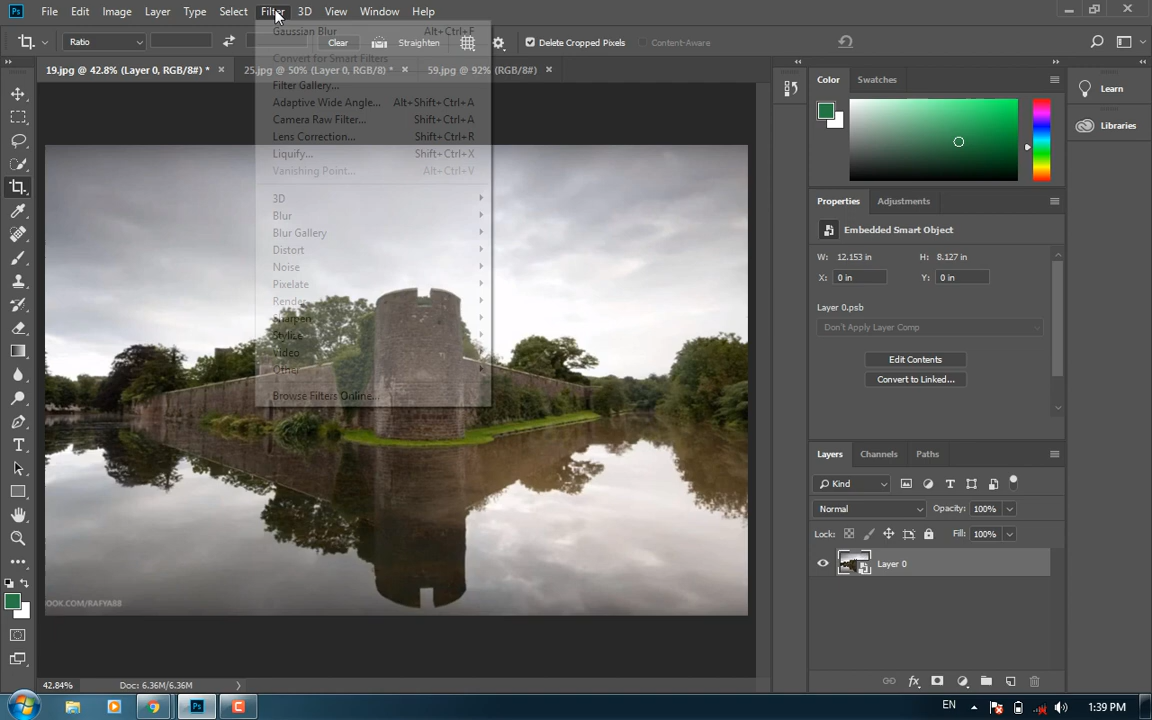 Ps File Edit Image Layer Type Select Filter 3D View Window Help
Ratio Clear Straighten Delete Cropped Pixels Content-Aware
19.jpg @ 42.8% (Layer 0, RGB/8#) * × 25.jpg @ 50% (Layer 0, RGB/8) * × 59.jpg @ 92% (RGB/8#) ×
Gaussian Blur Alt+Ctrl+F
Convert for Smart Filters
Filter Gallery...
Adaptive Wide Angle... Alt+Shift+Ctrl+A
Camera Raw Filter... Shift+Ctrl+A
Lens Correction... Shift+Ctrl+R
Liquify... Shift+Ctrl+X
Vanishing Point... Alt+Ctrl+V
3D
Blur
Blur Gallery
Distort
Noise
Pixelate
Render
Sharpen
Stylize
Video
Other
Browse Filters Online...
OOK.COM/RAFYA88
42.84% Doc: 6.36M/6.36M
Color Swatches
Learn
Libraries
Properties Adjustments
Embedded Smart Object
W: 12.153 in H: 8.127 in
X: 0 in Y: 0 in
Layer 0.psb
Don't Apply Layer Comp
Edit Contents
Convert to Linked...
Layers Channels Paths
Kind
Normal Opacity: 100%
Lock: Fill: 100%
Layer 0
fx
Ps C EN 1:39 PM